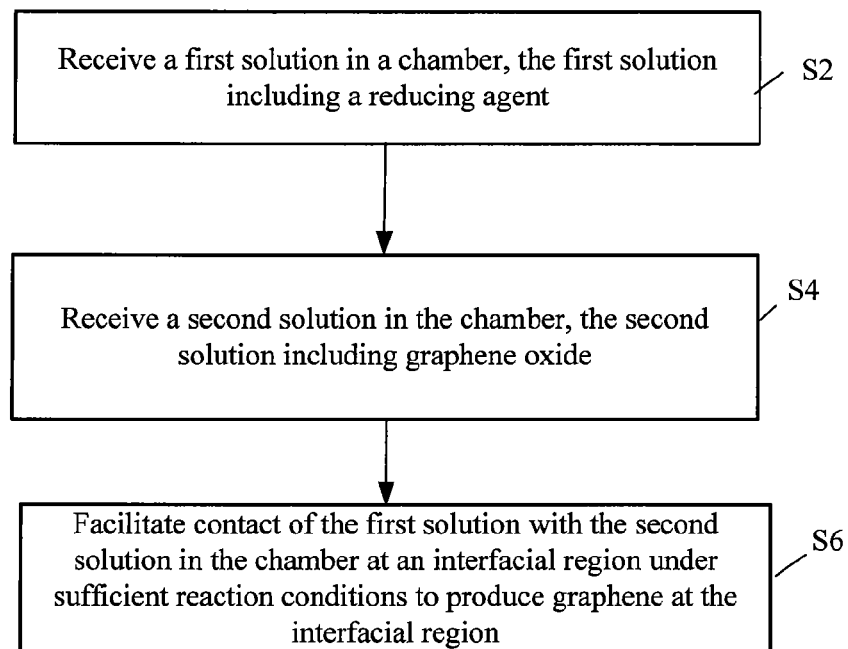 Receive a first solution in a chamber, the first solution
including a reducing agent
S2
Receive a second solution in the chamber, the second
solution including graphene oxide
S4
Facilitate contact of the first solution with the second
solution in the chamber at an interfacial region under
sufficient reaction conditions to produce graphene at the
interfacial region
S6